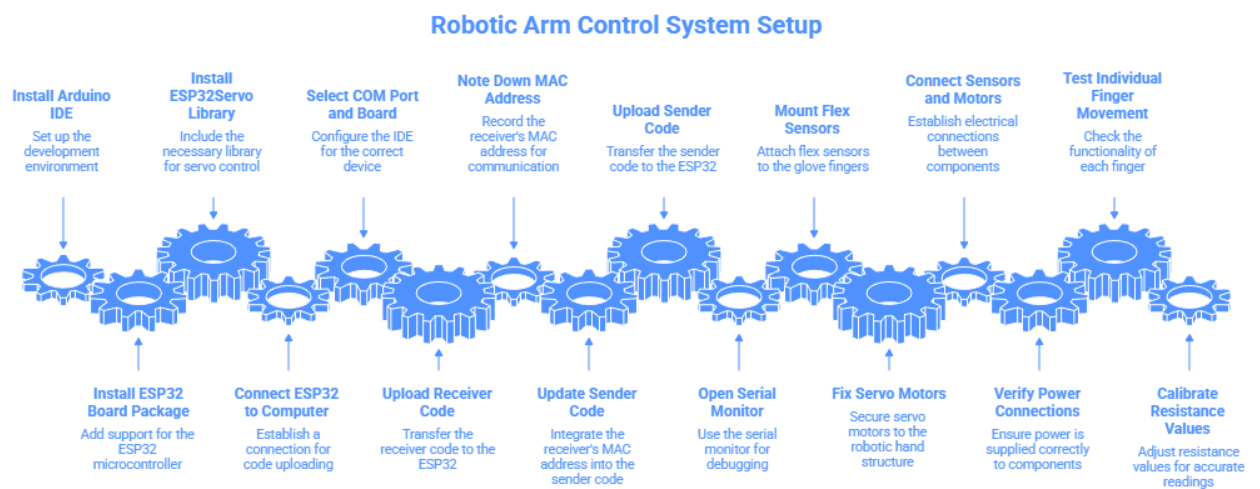 Robotic Arm Control System Setup
Install Arduino
IDE
Set up the
development
environment
Install ESP32
Board Package
Add support for the
ESP32
microcontroller
Install
ESP32Servo
Library
Include the
necessary library
for servo control
Connect ESP32
to Computer
Establish a
connection for
code uploading
Select COM Port
and Board
Configure the IDE
for the correct
device
Upload Receiver
Code
Transfer the
receiver code to the
ESP32
Note Down MAC
Address
Record the
receiver's MAC
address for
communication
Update Sender
Code
Integrate the
receiver's MAC
address into the
sender code
Upload Sender
Code
Transfer the sender
code to the ESP32
Open Serial
Monitor
Use the serial
monitor for
debugging
Mount Flex
Sensors
Attach flex sensors
to the glove fingers
Fix Servo Motors
Secure servo
motors to the
robotic hand
structure
Connect Sensors
and Motors
Establish electrical
connections
between
components
Verify Power
Connections
Ensure power is
supplied correctly
to components
Test Individual
Finger
Movement
Check the
functionality of
each finger
Calibrate
Resistance
Values
Adjust resistance
values for accurate
readings